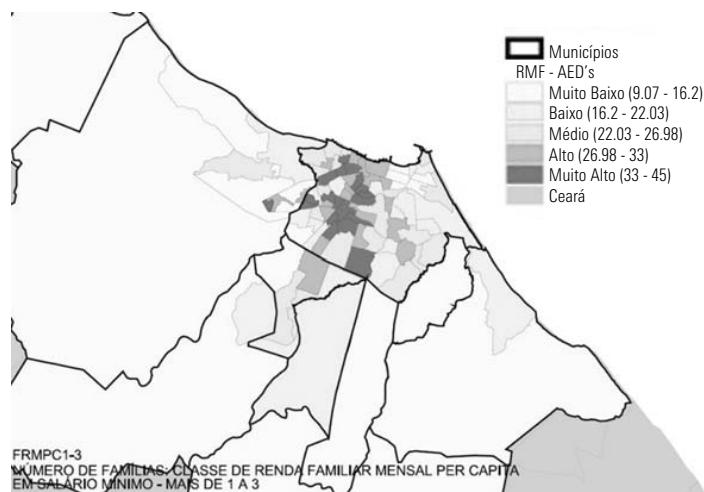 Municípios
RMF - AED's
Muito Baixo (9.07 - 16.2)
Baixo (16.2 - 22.03)
Médio (22.03 - 26.98)
Alto (26.98 - 33)
Muito Alto (33 - 45)
Ceará
FRMPC1-3
NÚMERO DE FAMÍLIAS: CLASSE DE RENDA FAMILIAR MENSAL PER CAPITA
EM SALÁRIO MÍNIMO - MAIS DE 1 A 3